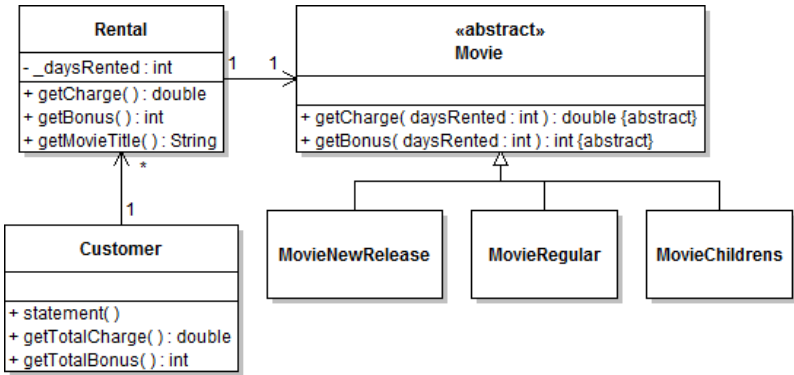 Rental
- _daysRented : int
+ getCharge( ) : double
+ getBonus( ) : int
+ getMovieTitle( ) : String
1
1
«abstract»
Movie
+ getCharge( daysRented : int ) : double {abstract}
+ getBonus( daysRented : int ) : int {abstract}
*
1
Customer
+ statement( )
+ getTotalCharge( ) : double
+ getTotalBonus( ) : int
MovieNewRelease
MovieRegular
MovieChildrens